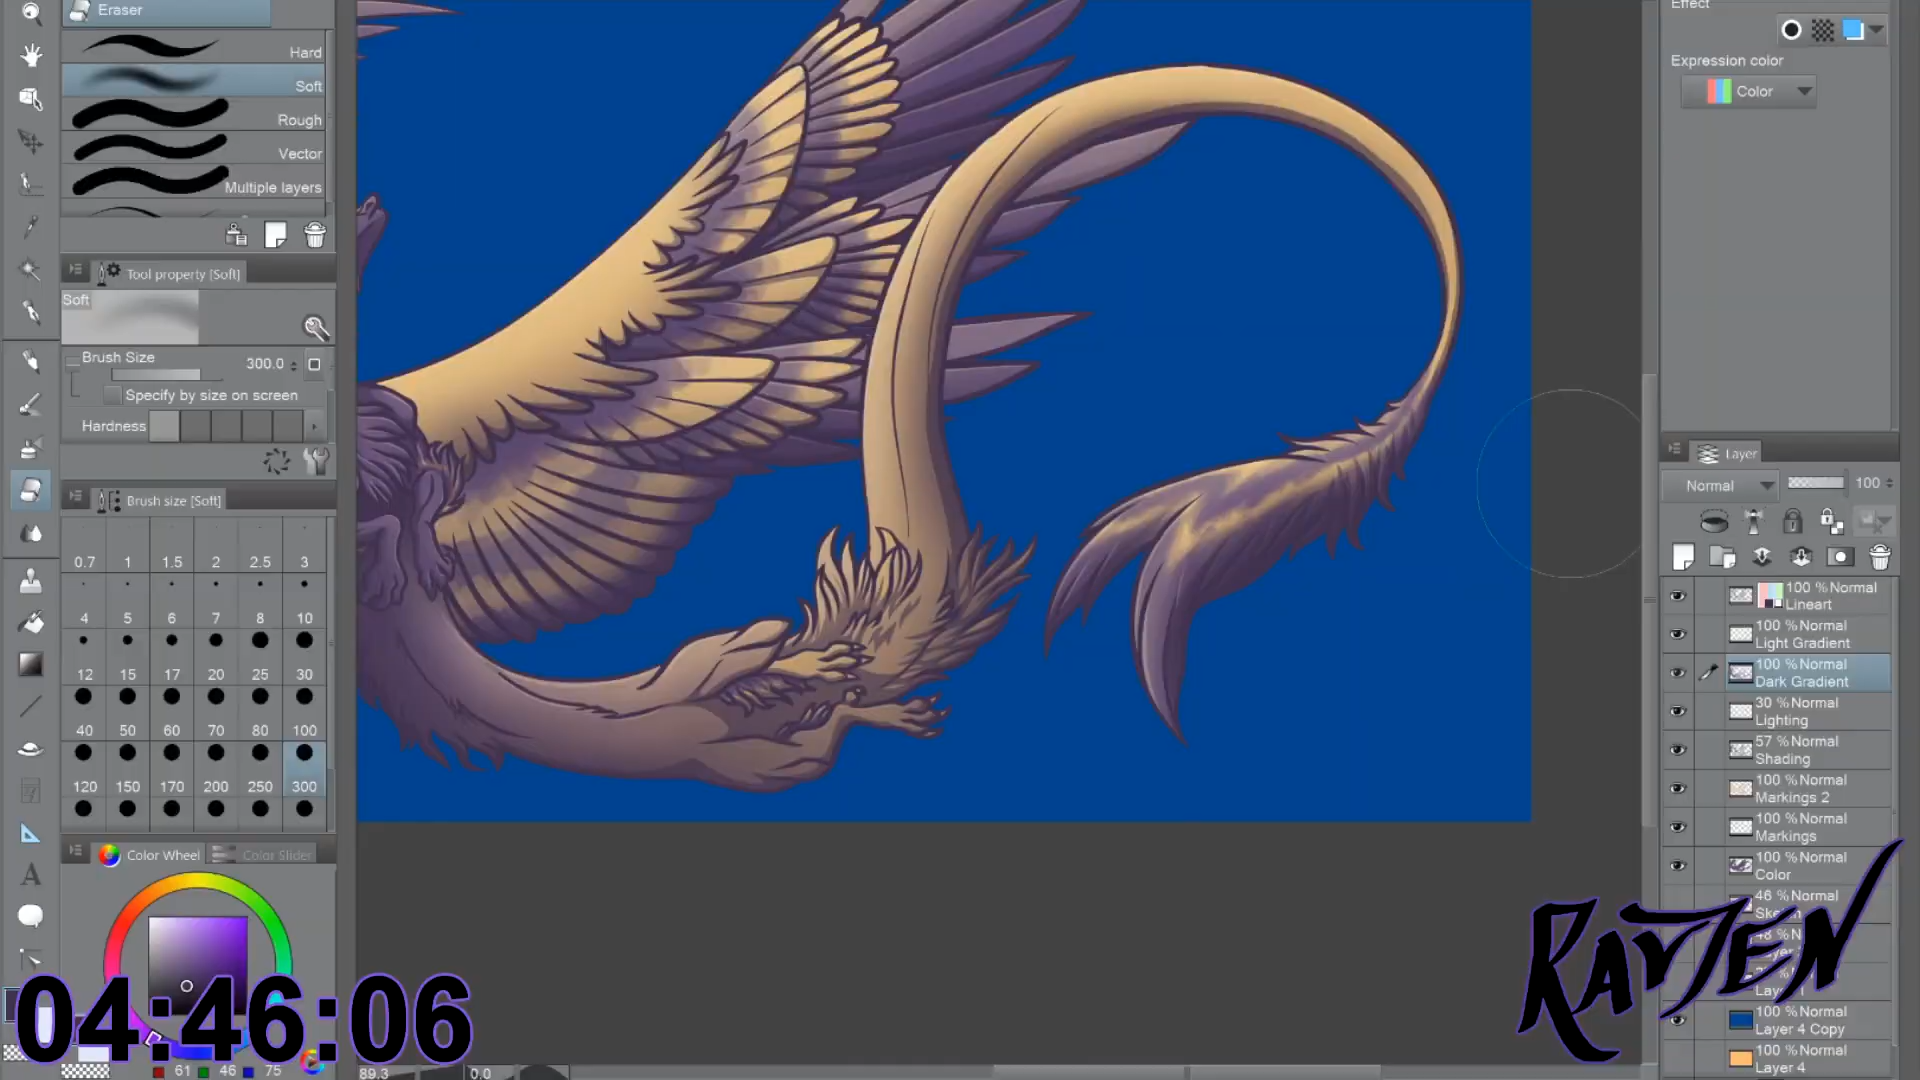 Eraser
Hard
Soft
Rough
Vector
Multiple layers
Tool property [Soft]
Soft
Brush Size 300.0
Specify by size on screen
Hardness
Brush size [Soft]
0.7 1 1.5 2 2.5 3
4 5 6 7 8 10
12 15 17 20 25 30
40 50 60 70 80 100
120 150 170 200 250 300
Color Wheel Color Slider
04:46:06
61 46 75
89.3 0.0
Effect
Expression color
Color
Layer
Normal 100
100 %Normal
Lineart
100 %Normal
Light Gradient
100 %Normal
Dark Gradient
30 %Normal
Lighting
57 %Normal
Shading
100 %Normal
Markings 2
100 %Normal
Markings
100 %Normal
Color
46 %Normal
100 %Normal
Layer 4 Copy
100 %Normal
Layer 4